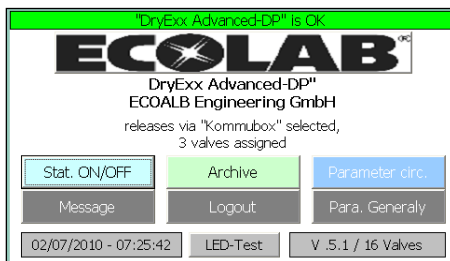 "DryExx Advanced-DP" is OK
ECOLAB®
DryExx Advanced-DP"
ECOALB Engineering GmbH
releases via "Kommubox" selected,
3 valves assigned
Stat. ON/OFF Archive Parameter circ.
Message Logout Para. Generaly
02/07/2010 - 07:25:42 LED-Test V .5.1 / 16 Valves